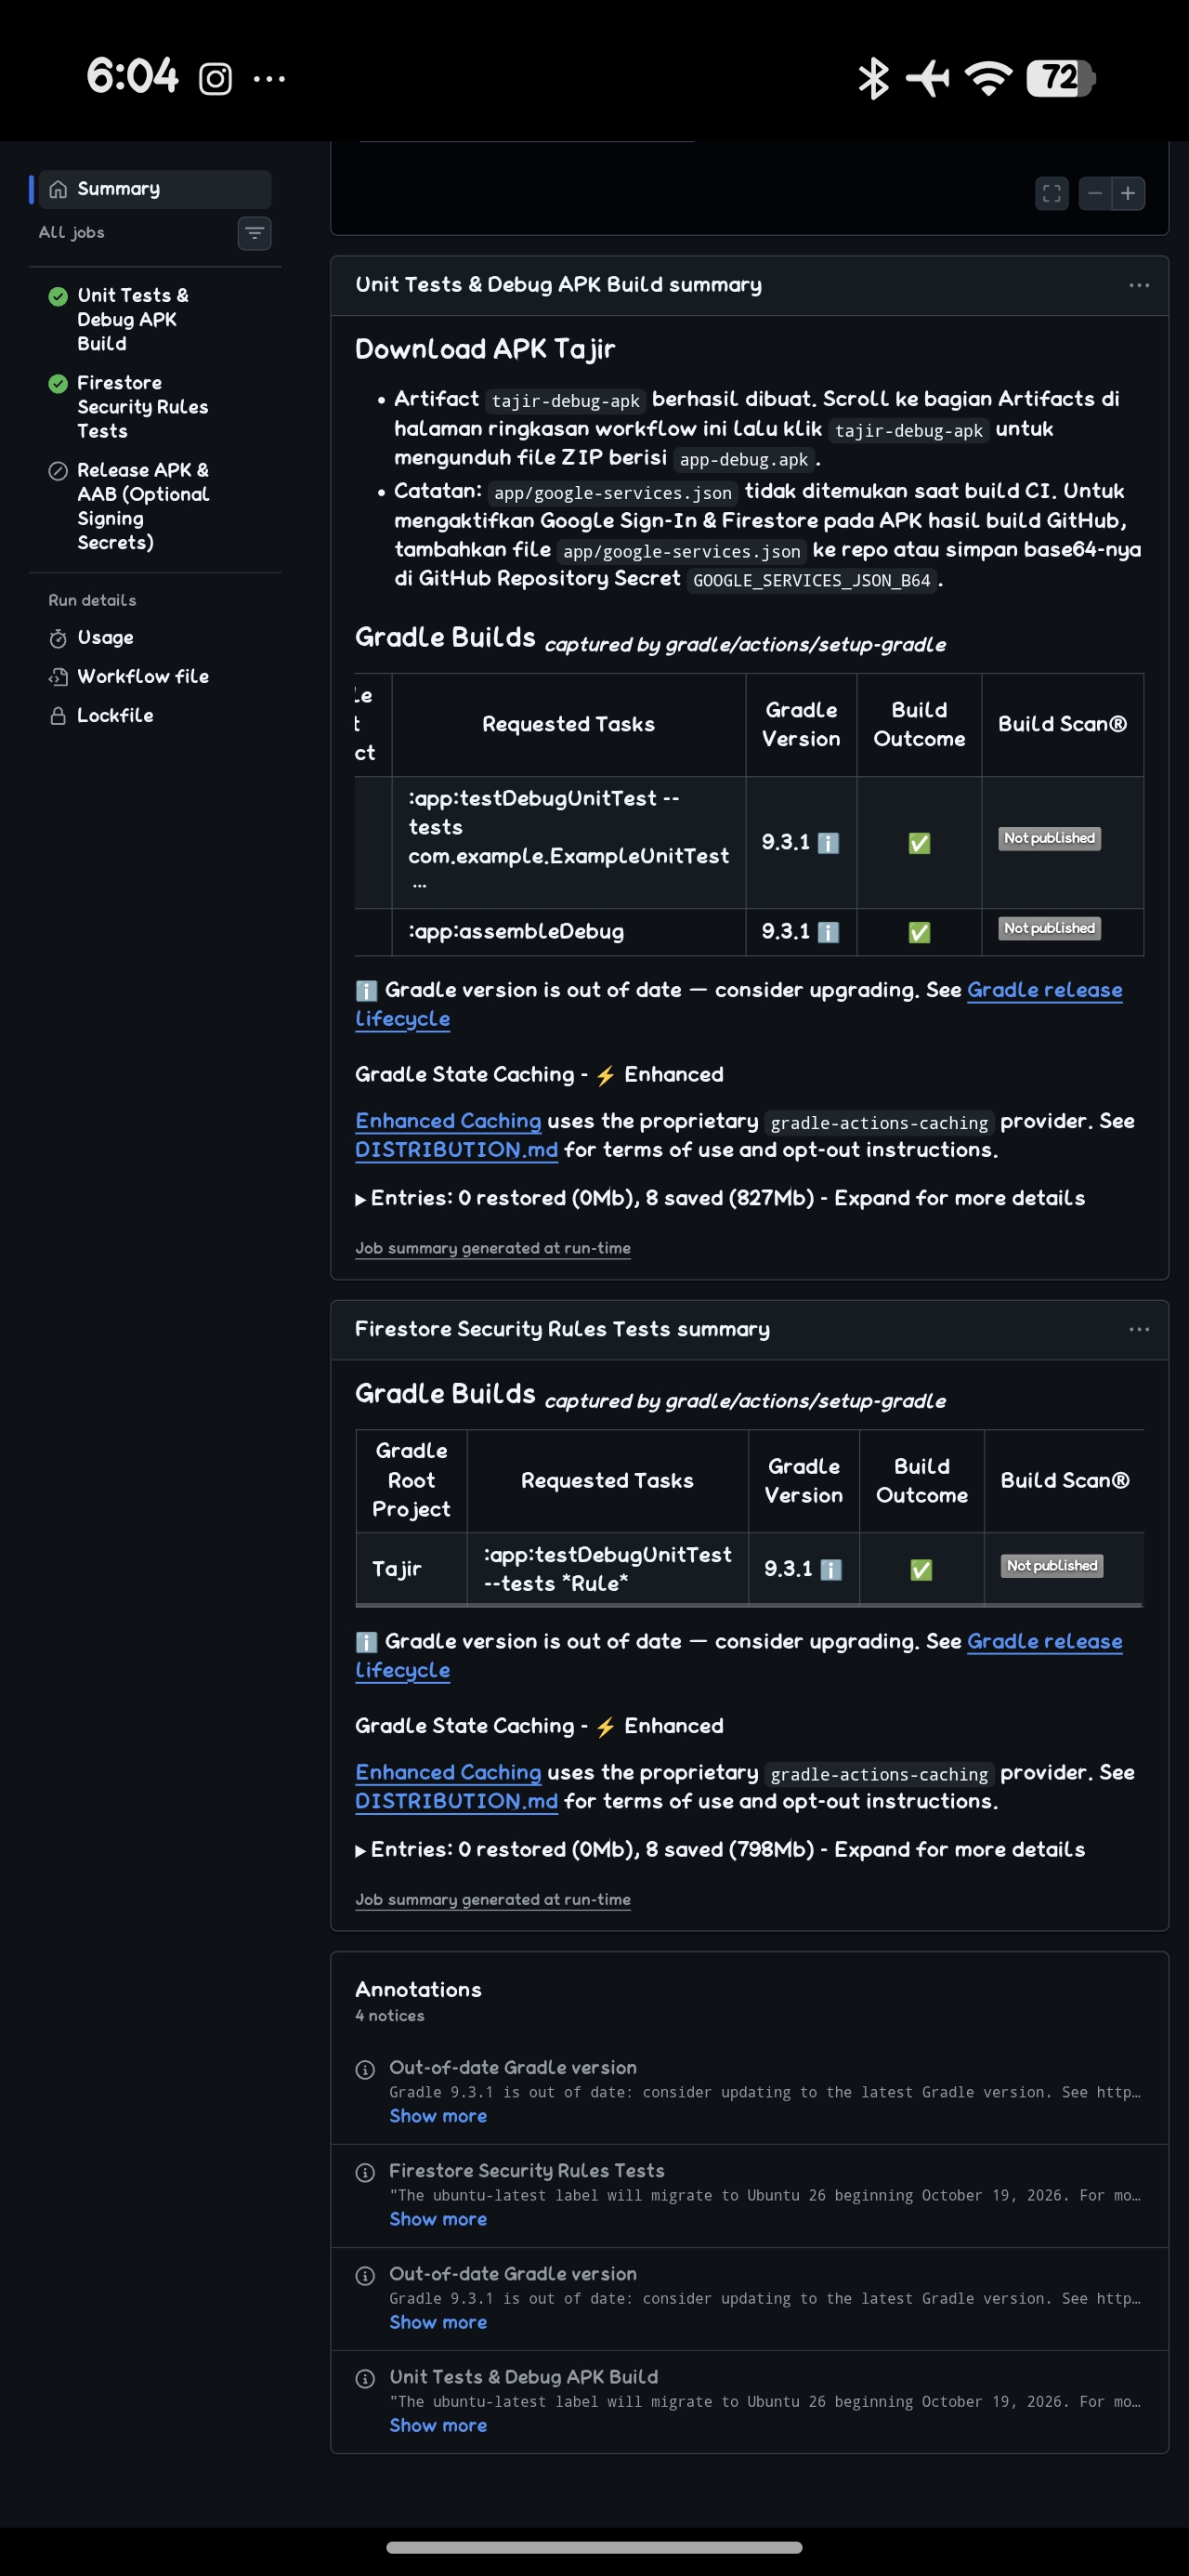 6:04 ...
72
Summary
All jobs
Unit Tests &
Debug APK
Build
Firestore
Security Rules
Tests
Release APK &
AAB (Optional
Signing
Secrets)
Run details
Usage
Workflow file
Lockfile
Unit Tests & Debug APK Build summary
Download APK Tajir
• Artifact tajir-debug-apk berhasil dibuat. Scroll ke bagian Artifacts di
halaman ringkasan workflow ini lalu klik tajir-debug-apk untuk
mengunduh file ZIP berisi app-debug.apk.
• Catatan: app/google-services.json tidak ditemukan saat build CI. Untuk
mengaktifkan Google Sign-In & Firestore pada APK hasil build GitHub,
tambahkan file app/google-services.json ke repo atau simpan base64-nya
di GitHub Repository Secret GOOGLE_SERVICES_JSON_B64.
Gradle Builds captured by gradle/actions/setup-gradle
le
t
ct
Requested Tasks
Gradle
Version
Build
Outcome
Build Scan®
:app:testDebugUnitTest --
tests
com.example.ExampleUnitTest
...
9.3.1
Not published
:app:assembleDebug
9.3.1
Not published
Gradle version is out of date — consider upgrading. See Gradle release
lifecycle
Gradle State Caching - ⚡ Enhanced
Enhanced Caching uses the proprietary gradle-actions-caching provider. See
DISTRIBUTION.md for terms of use and opt-out instructions.
Entries: 0 restored (0Mb), 8 saved (827Mb) - Expand for more details
Job summary generated at run-time
Firestore Security Rules Tests summary
Gradle Builds captured by gradle/actions/setup-gradle
Gradle
Root
Project
Requested Tasks
Gradle
Version
Build
Outcome
Build Scan®
Tajir
:app:testDebugUnitTest
--tests *Rule*
9.3.1
Not published
Gradle version is out of date — consider upgrading. See Gradle release
lifecycle
Gradle State Caching - ⚡ Enhanced
Enhanced Caching uses the proprietary gradle-actions-caching provider. See
DISTRIBUTION.md for terms of use and opt-out instructions.
Entries: 0 restored (0Mb), 8 saved (798Mb) - Expand for more details
Job summary generated at run-time
Annotations
4 notices
Out-of-date Gradle version
Gradle 9.3.1 is out of date: consider updating to the latest Gradle version. See http…
Show more
Firestore Security Rules Tests
"The ubuntu-latest label will migrate to Ubuntu 26 beginning October 19, 2026. For mo…
Show more
Out-of-date Gradle version
Gradle 9.3.1 is out of date: consider updating to the latest Gradle version. See http…
Show more
Unit Tests & Debug APK Build
"The ubuntu-latest label will migrate to Ubuntu 26 beginning October 19, 2026. For mo…
Show more